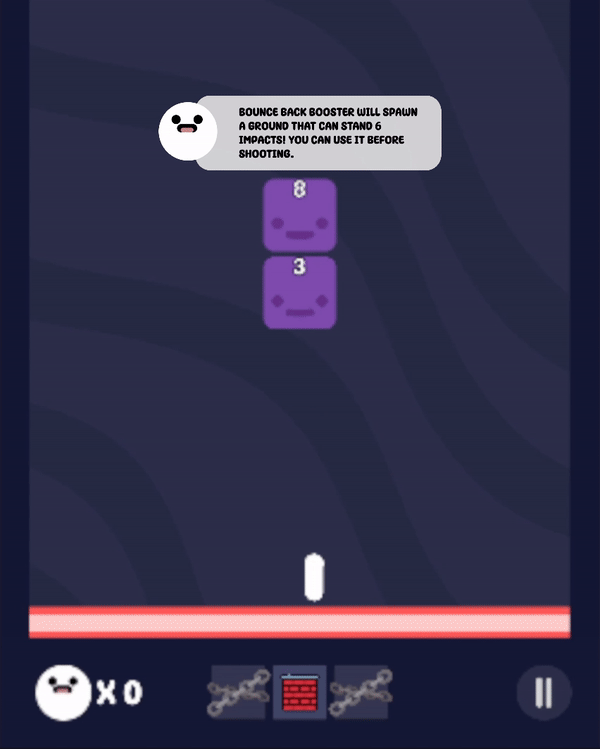 BOUNCE BACK BOOSTER WILL SPAWN
A GROUND THAT CAN STAND 6
IMPACTS! YOU CAN USE IT BEFORE
SHOOTING.
8
3
X 0